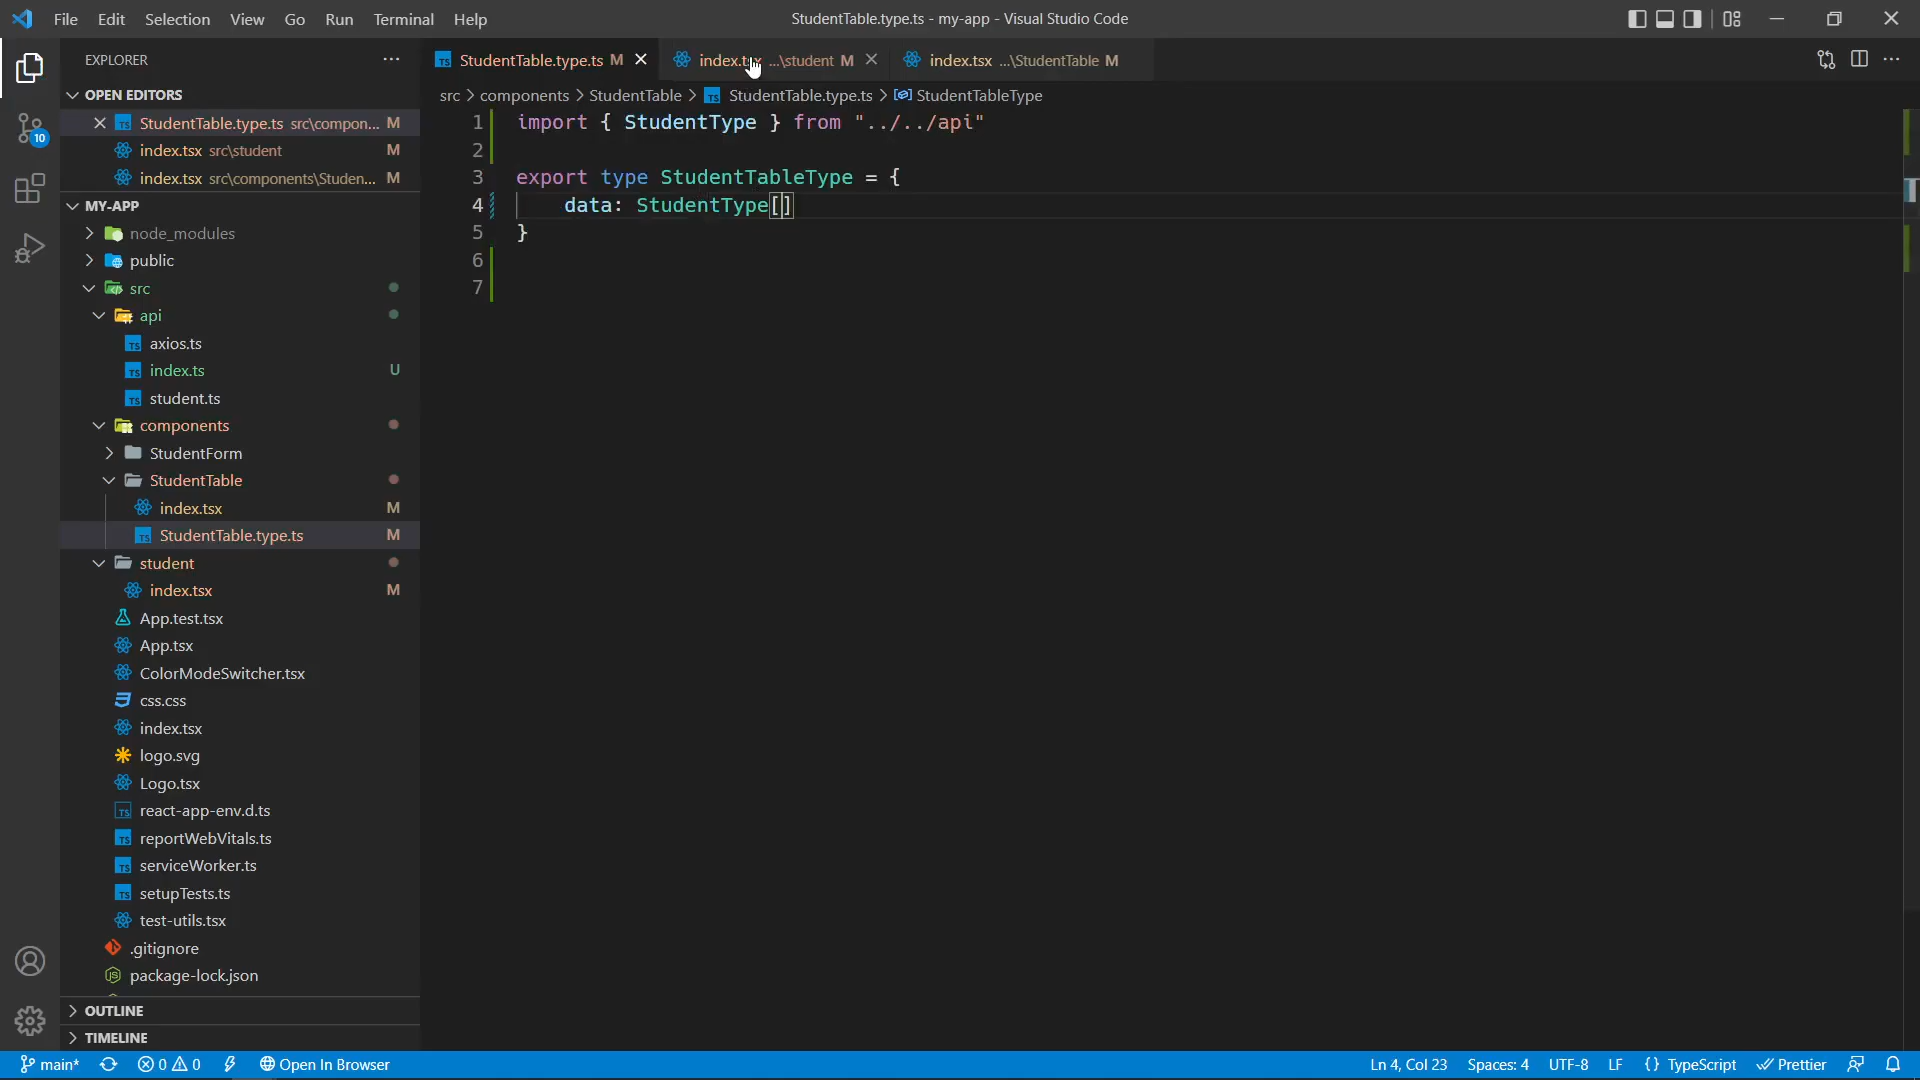 File Edit Selection View Go Run Terminal Help
StudentTable.type.ts - my-app - Visual Studio Code
EXPLORER
StudentTable.type.ts M
index.tsx ...\student M
index.tsx ...\StudentTable M
OPEN EDITORS
src > components > StudentTable > StudentTable.type.ts > StudentTableType
StudentTable.type.ts src\compon... M
index.tsx src\student M
index.tsx src\components\Studen... M
MY-APP
node_modules
public
src
api
axios.ts
index.ts U
student.ts
components
StudentForm
StudentTable
index.tsx M
StudentTable.type.ts M
student
index.tsx M
App.test.tsx
App.tsx
ColorModeSwitcher.tsx
css.css
index.tsx
logo.svg
Logo.tsx
react-app-env.d.ts
reportWebVitals.ts
serviceWorker.ts
setupTests.ts
test-utils.tsx
.gitignore
package-lock.json
OUTLINE
TIMELINE
10
1 import { StudentType } from "../../api"
2
3 export type StudentTableType = {
4 data: StudentType[]
5 }
6
7
main* 0 0 Open In Browser
Ln 4, Col 23 Spaces: 4 UTF-8 LF { } TypeScript Prettier